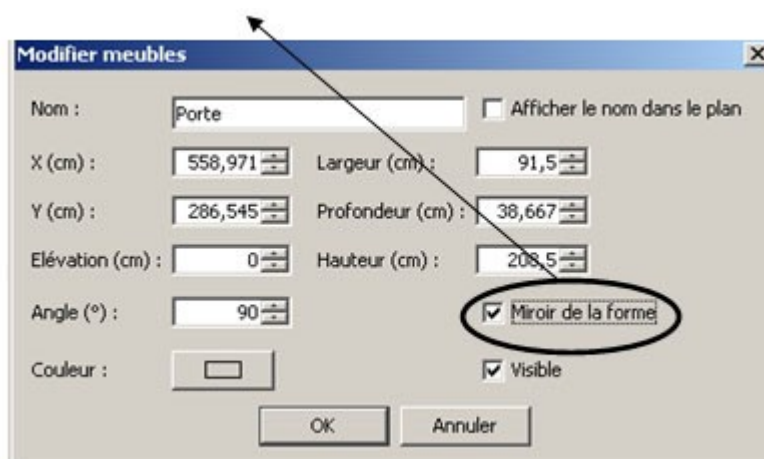 Modifier meubles
Nom : Porte Afficher le nom dans le plan
X (cm) : 558,971 Largeur (cm) : 91,5
Y (cm) : 286,545 Profondeur (cm) : 38,667
Elévation (cm) : 0 Hauteur (cm) : 208,5
Angle (°) : 90 Miroir de la forme
Couleur : Visible
OK Annuler